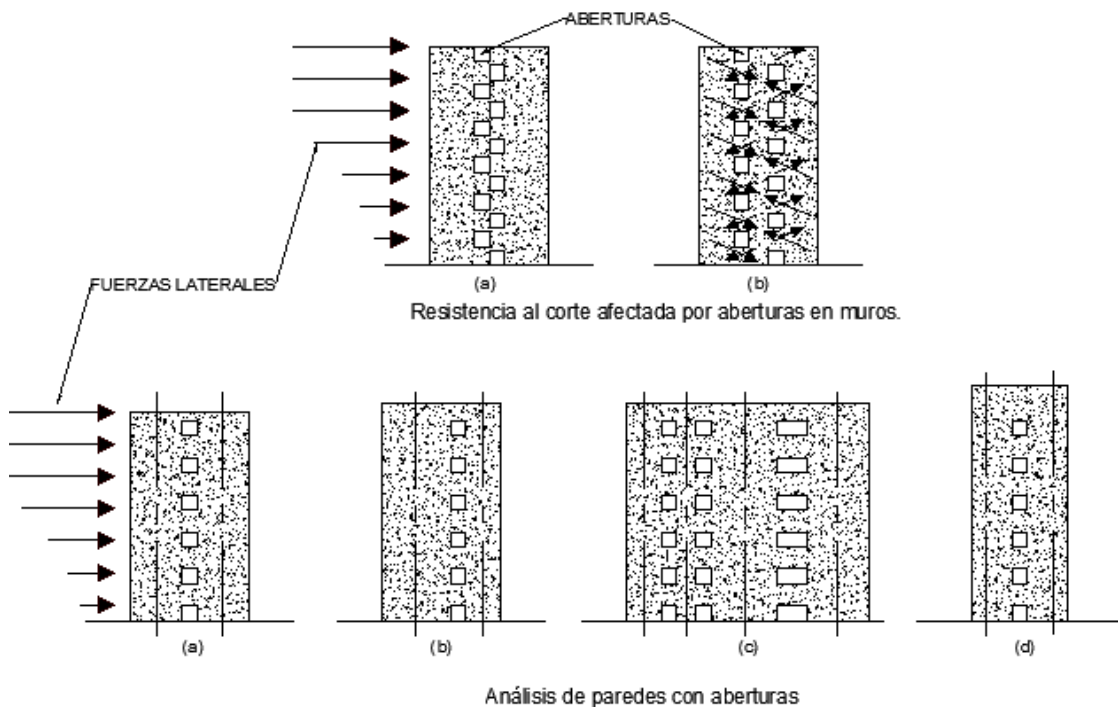 ABERTURAS
FUERZAS LATERALES
(a)
(b)
Resistencia al corte afectada por aberturas en muros.
(a)
(b)
(c)
(d)
Análisis de paredes con aberturas